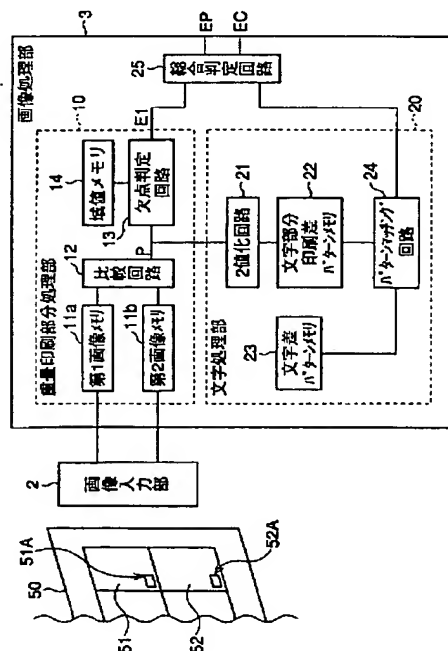 画像処理部
3
風景印刷部分処理部
10
第1画像メモリ
11a
第2画像メモリ
11b
比較回路
12
P
欠点判定回路
13
域値メモリ
14
E1
総合判定回路
25
EP
EC
画像入力部
2
文字処理部
20
2値化回路
21
文字部分印刷差パターンメモリ
22
文字差パターンメモリ
23
パターンマッチング回路
24
50
51
51A
52
52A